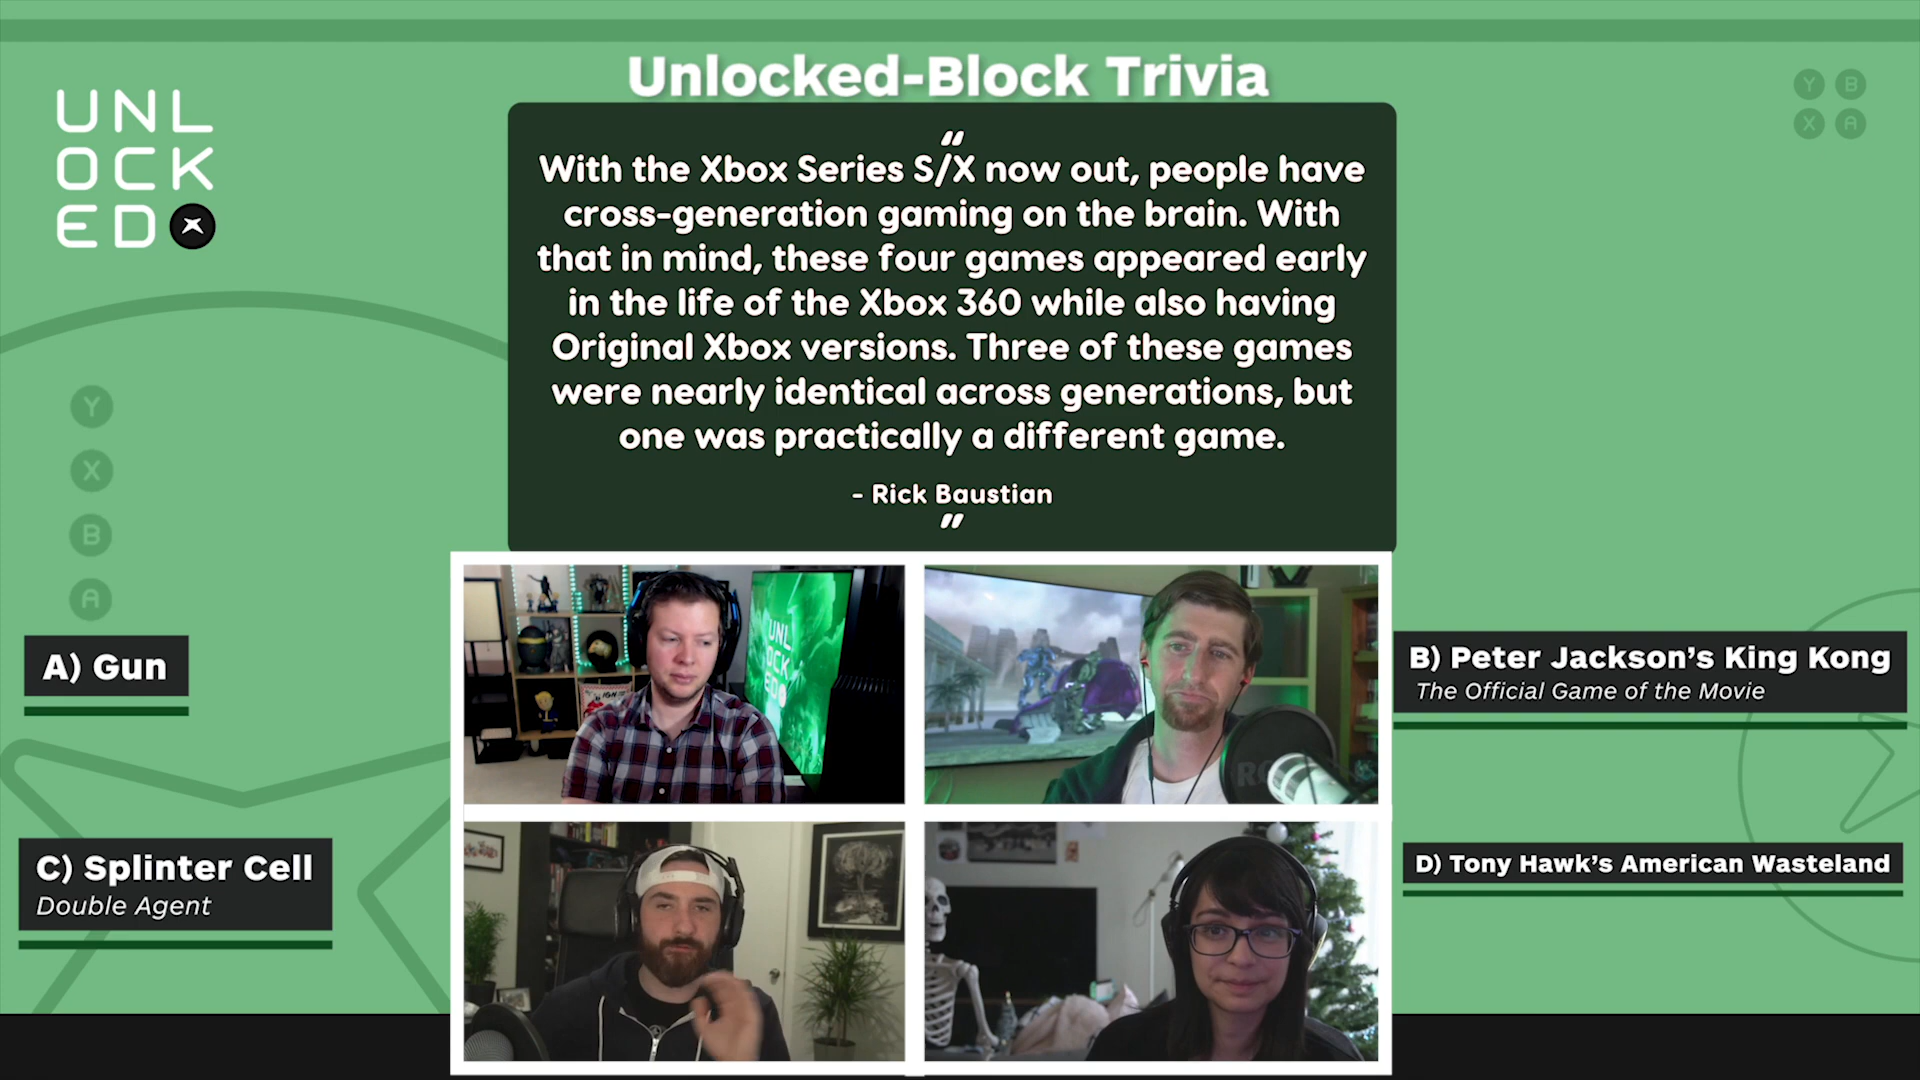 Unlocked-Block Trivia
UNL
OCK
ED
Y B
X A
"
With the Xbox Series S/X now out, people have
cross-generation gaming on the brain. With
that in mind, these four games appeared early
in the life of the Xbox 360 while also having
Original Xbox versions. Three of these games
were nearly identical across generations, but
one was practically a different game.
- Rick Baustian
"
Y
X
B
A
A) Gun
B) Peter Jackson's King Kong
The Official Game of the Movie
C) Splinter Cell
Double Agent
D) Tony Hawk's American Wasteland
UNL
OCK
ED